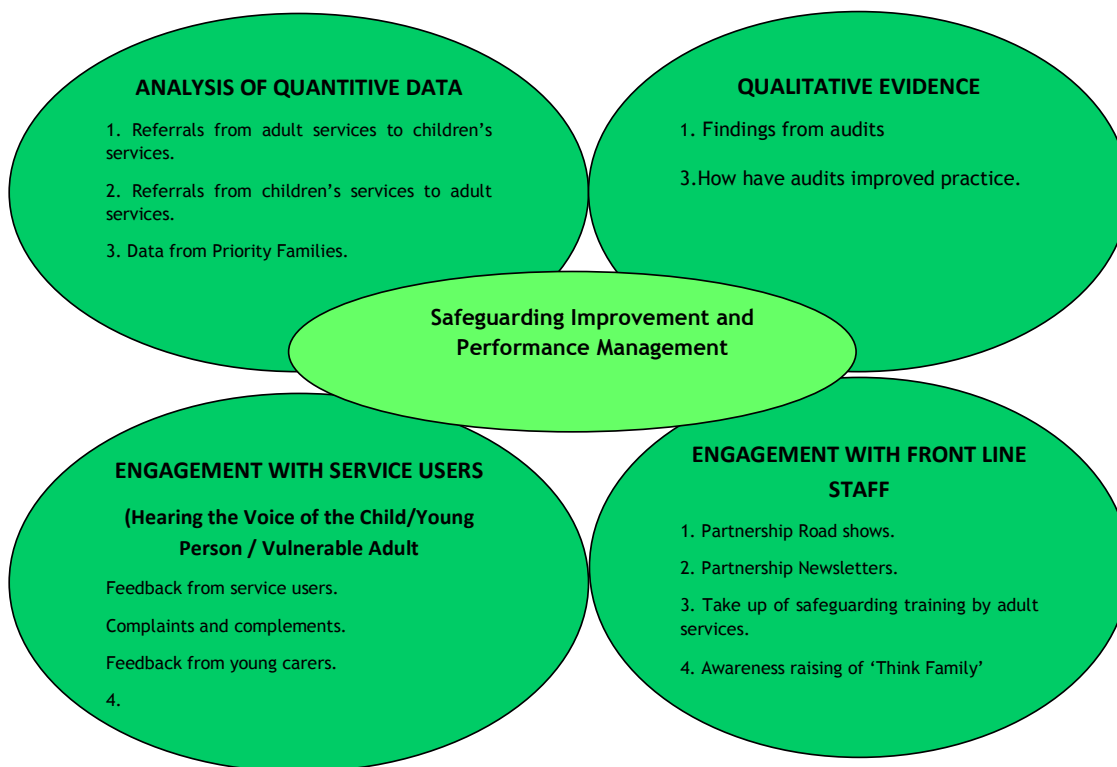 ANALYSIS OF QUANTITIVE DATA
1. Referrals from adult services to children’s
services.
2. Referrals from children’s services to adult
services.
3. Data from Priority Families.
QUALITATIVE EVIDENCE
1. Findings from audits
3.How have audits improved practice.
Safeguarding Improvement and
Performance Management
ENGAGEMENT WITH SERVICE USERS
(Hearing the Voice of the Child/Young
Person / Vulnerable Adult
Feedback from service users.
Complaints and complements.
Feedback from young carers.
4.
ENGAGEMENT WITH FRONT LINE
STAFF
1. Partnership Road shows.
2. Partnership Newsletters.
3. Take up of safeguarding training by adult
services.
4. Awareness raising of ‘Think Family’